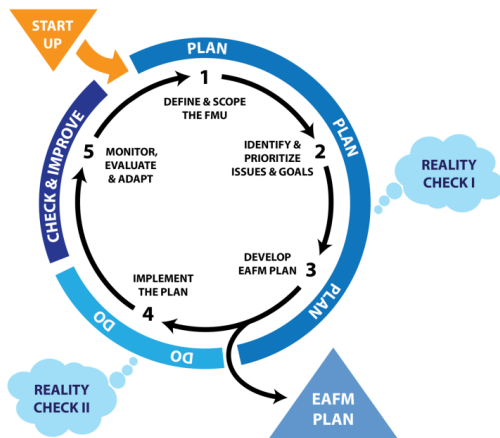 START
UP
PLAN
1
DEFINE & SCOPE
THE FMU
PLAN
2
IDENTIFY &
PRIORITIZE
ISSUES & GOALS
REALITY
CHECK I
3
DEVELOP
EAFM PLAN
PLAN
4
IMPLEMENT
THE PLAN
DO
DO
REALITY
CHECK II
EAFM
PLAN
5
MONITOR,
EVALUATE
& ADAPT
CHECK & IMPROVE